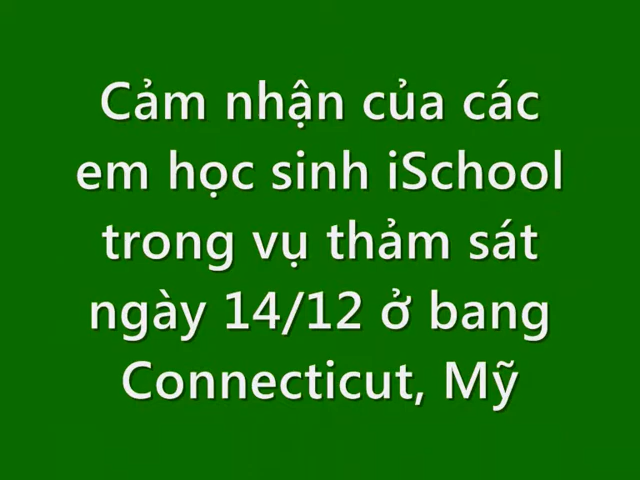 Cảm nhận của các
em học sinh iSchool
trong vụ thảm sát
ngày 14/12 ở bang
Connecticut, Mỹ